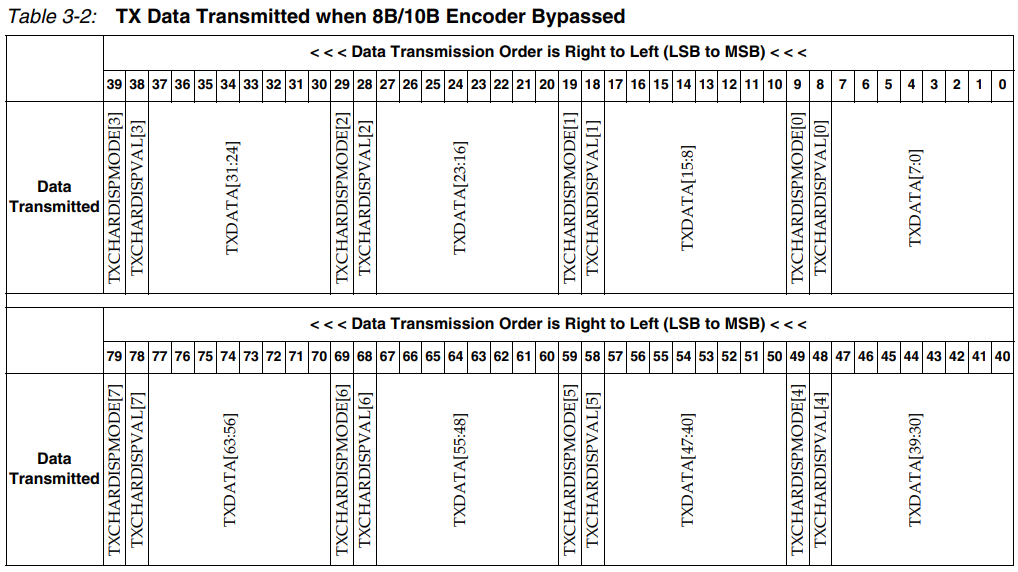 Table 3-2: TX Data Transmitted when 8B/10B Encoder Bypassed
< < < Data Transmission Order is Right to Left (LSB to MSB) < < <
39 38 37 36 35 34 33 32 31 30 29 28 27 26 25 24 23 22 21 20 19 18 17 16 15 14 13 12 11 10 9 8 7 6 5 4 3 2 1 0
Data
Transmitted
TXCHARDISPMODE[3]
TXCHARDISPVAL[3]
TXDATA[31:24]
TXCHARDISPMODE[2]
TXCHARDISPVAL[2]
TXDATA[23:16]
TXCHARDISPMODE[1]
TXCHARDISPVAL[1]
TXDATA[15:8]
TXCHARDISPMODE[0]
TXCHARDISPVAL[0]
TXDATA[7:0]
< < < Data Transmission Order is Right to Left (LSB to MSB) < < <
79 78 77 76 75 74 73 72 71 70 69 68 67 66 65 64 63 62 61 60 59 58 57 56 55 54 53 52 51 50 49 48 47 46 45 44 43 42 41 40
Data
Transmitted
TXCHARDISPMODE[7]
TXCHARDISPVAL[7]
TXDATA[63:56]
TXCHARDISPMODE[6]
TXCHARDISPVAL[6]
TXDATA[55:48]
TXCHARDISPMODE[5]
TXCHARDISPVAL[5]
TXDATA[47:40]
TXCHARDISPMODE[4]
TXCHARDISPVAL[4]
TXDATA[39:30]